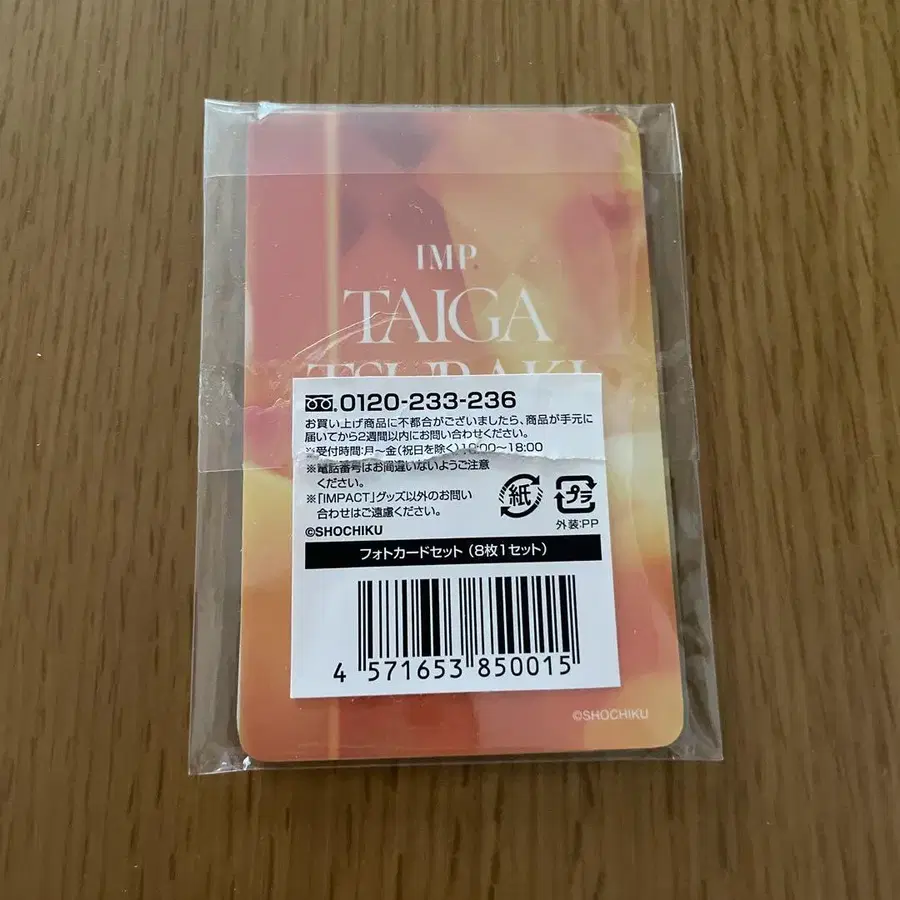 IMP.
TAIGA
TSUBAKI
0120-233-236
お買い上げ商品に不都合がございましたら、商品が手元に
届いてから2週間以内にお問い合わせください。
※受付時間:月〜金(祝日を除く)10:00〜18:00
※電話番号はお間違いないようご注意
ください。
※「IMPACT」グッズ以外のお問い
合わせはご遠慮ください。
©SHOCHIKU
紙
プラ
外装:PP
フォトカードセット(8枚1セット)
4 571653 850015
©SHOCHIKU